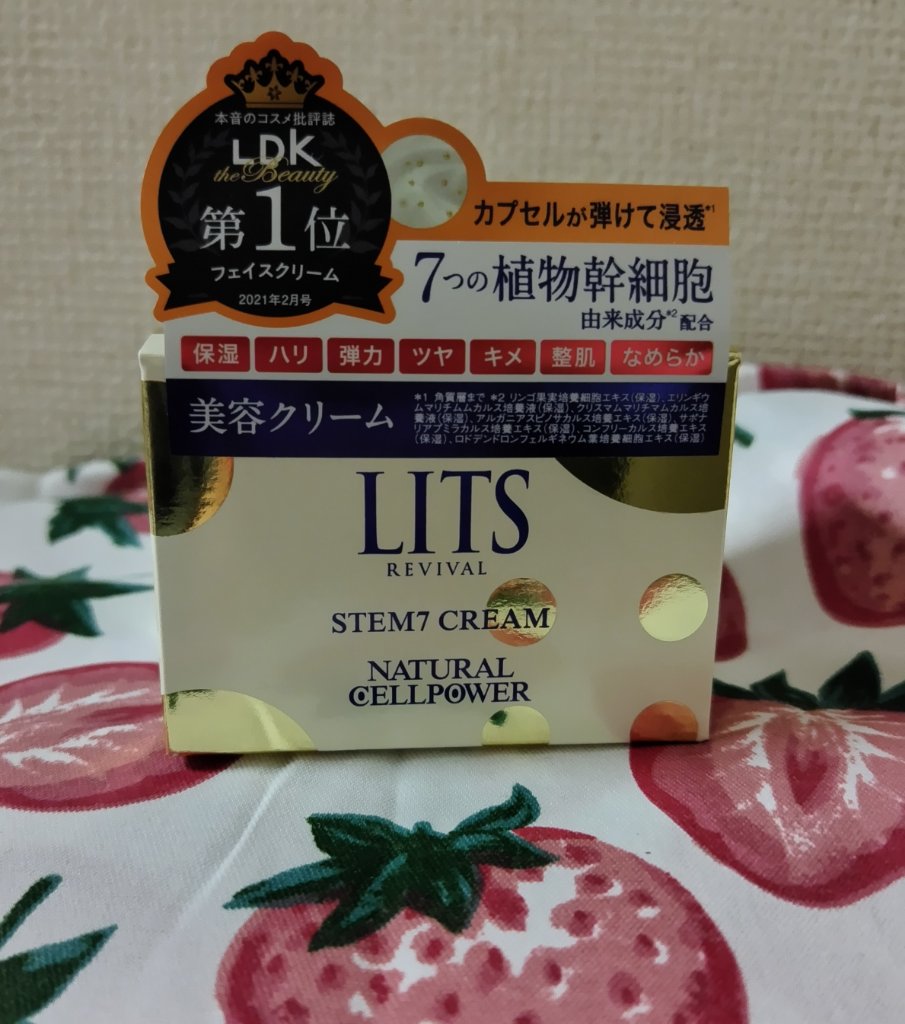 本音のコスメ批評誌
LDK
the Beauty
第1位
フェイスクリーム
2021年2月号
カプセルが弾けて浸透*1
7つの植物幹細胞
由来成分*2配合
保湿 ハリ 弾力 ツヤ キメ 整肌 なめらか
美容クリーム
*1 角質層まで *2 リンゴ果実培養細胞エキス(保湿)、エリンギウ
ムマリチムムカルス培養液(保湿)、クリスマムマリチマムカルス培
養液(保湿)、アルガニアスピノサカルス培養エキス(保湿)、サポナ
リアプミラカルス培養エキス(保湿)、コンフリーカルス培養エキス
(保湿)、ロドデンドロンフェルギネウム葉培養細胞エキス(保湿)
LITS
REVIVAL
STEM7 CREAM
NATURAL
CELLPOWER